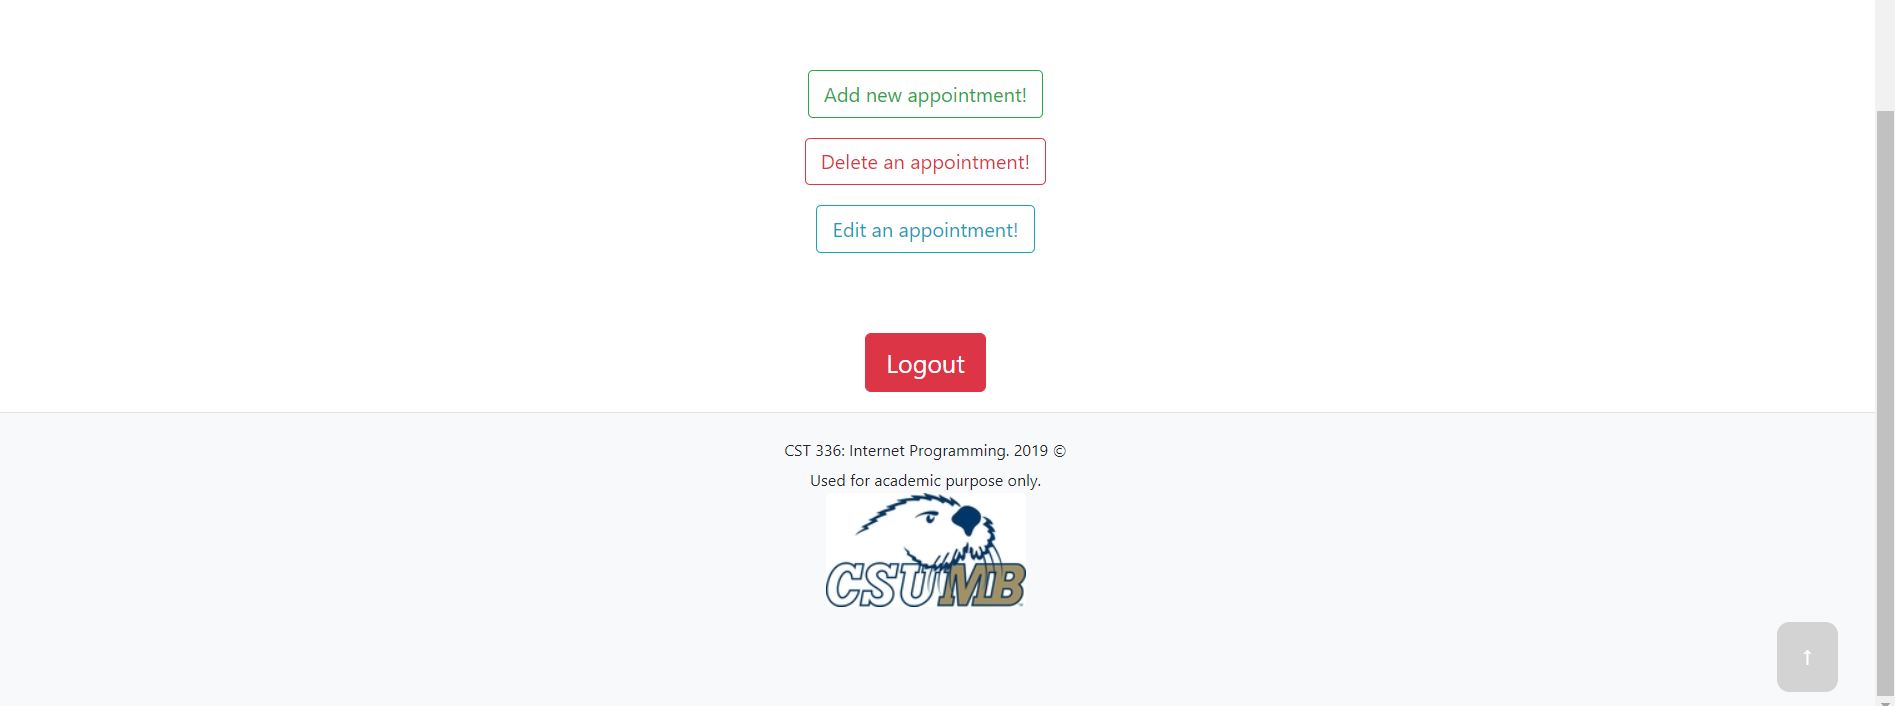 Add new appointment!
Delete an appointment!
Edit an appointment!
Logout
CST 336: Internet Programming. 2019 ©
Used for academic purpose only.
CSUMB
↑